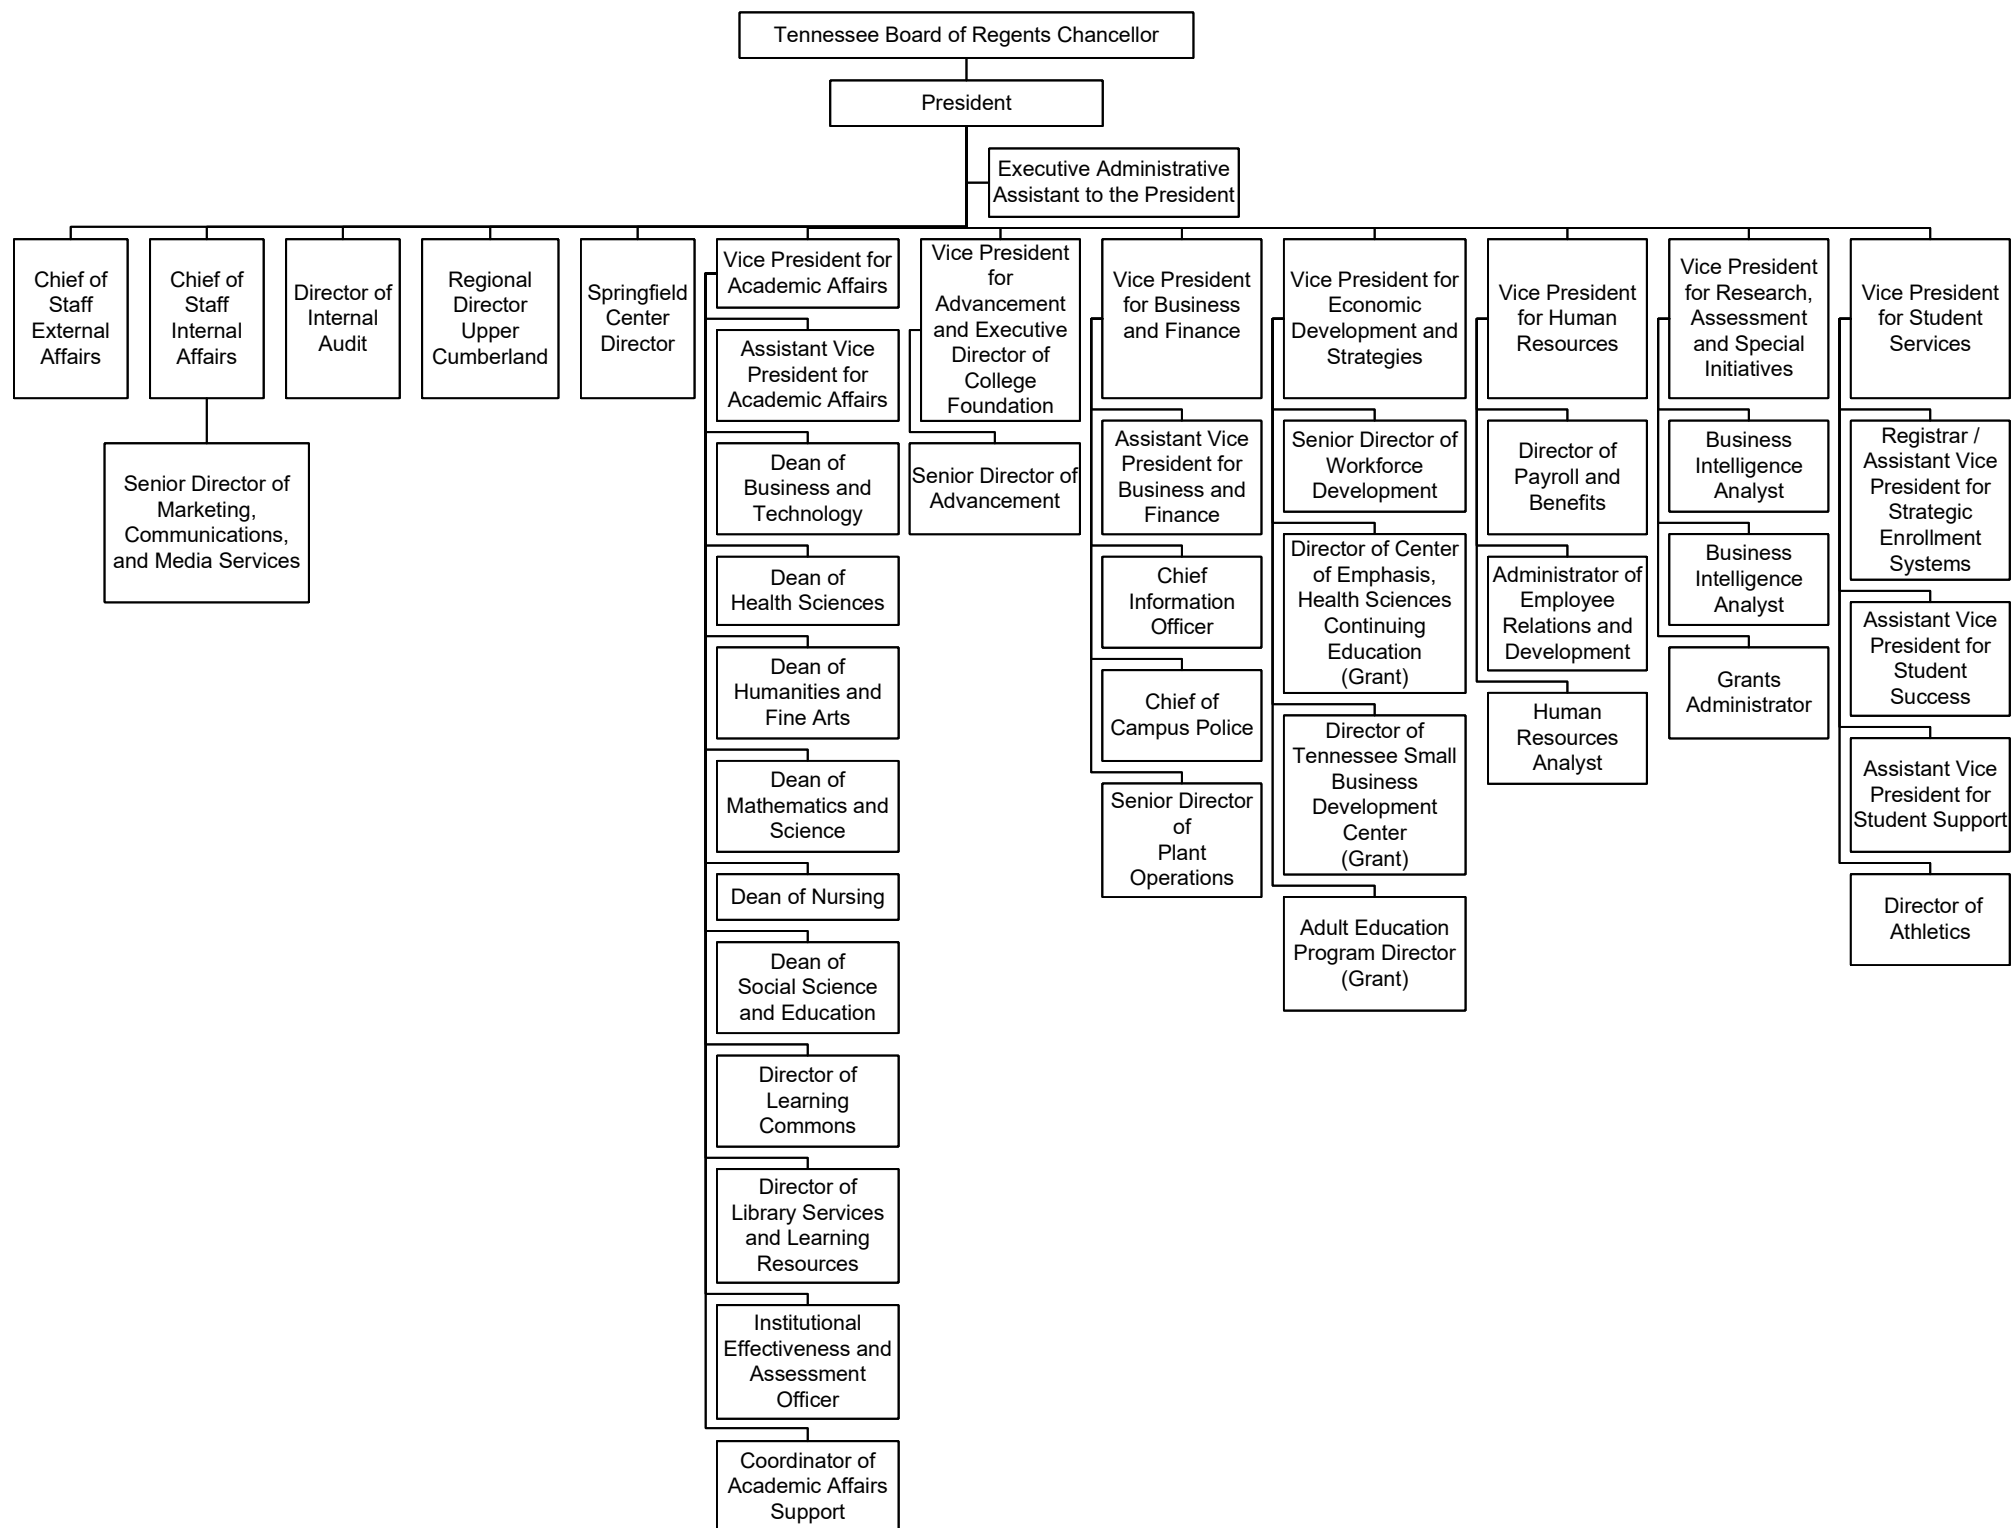 Tennessee Board of Regents Chancellor
President
Executive Administrative
Assistant to the President
Chief of
Staff
External
Affairs
Chief of
Staff
Internal
Affairs
Senior Director of
Marketing,
Communications,
and Media Services
Director of
Internal
Audit
Regional
Director
Upper
Cumberland
Springfield
Center
Director
Vice President for
Academic Affairs
Assistant Vice
President for
Academic Affairs
Dean of
Business and
Technology
Dean of
Health Sciences
Dean of
Humanities and
Fine Arts
Dean of
Mathematics and
Science
Dean of Nursing
Dean of
Social Science
and Education
Director of
Learning
Commons
Director of
Library Services
and Learning
Resources
Institutional
Effectiveness and
Assessment
Officer
Coordinator of
Academic Affairs
Support
Vice President
for
Advancement
and Executive
Director of
College
Foundation
Senior Director of
Advancement
Vice President
for Business
and Finance
Assistant Vice
President for
Business and
Finance
Chief
Information
Officer
Chief of
Campus Police
Senior Director
of
Plant
Operations
Vice President for
Economic
Development and
Strategies
Senior Director of
Workforce
Development
Director of Center
of Emphasis,
Health Sciences
Continuing
Education
(Grant)
Director of
Tennessee Small
Business
Development
Center
(Grant)
Adult Education
Program Director
(Grant)
Vice President
for Human
Resources
Director of
Payroll and
Benefits
Administrator of
Employee
Relations and
Development
Human
Resources
Analyst
Vice President
for Research,
Assessment
and Special
Initiatives
Business
Intelligence
Analyst
Business
Intelligence
Analyst
Grants
Administrator
Vice President
for Student
Services
Registrar /
Assistant Vice
President for
Strategic
Enrollment
Systems
Assistant Vice
President for
Student
Success
Assistant Vice
President for
Student Support
Director of
Athletics